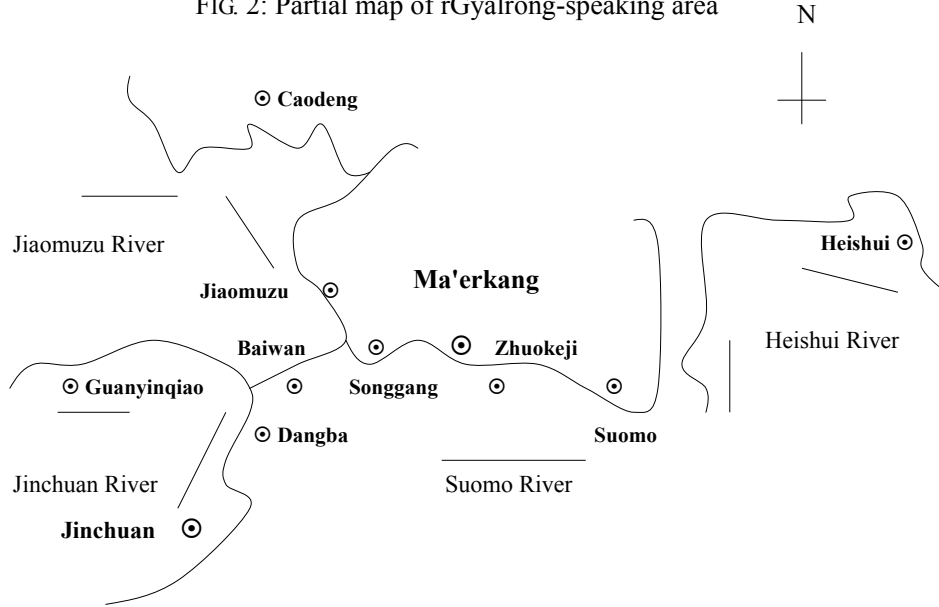 FIG. 2: Partial map of rGyalrong-speaking area
N
Caodeng
Jiaomuzu River
Heishui
Jiaomuzu
Ma'erkang
Baiwan
Zhuokeji
Heishui River
Guanyinqiao
Songgang
Dangba
Suomo
Jinchuan River
Suomo River
Jinchuan